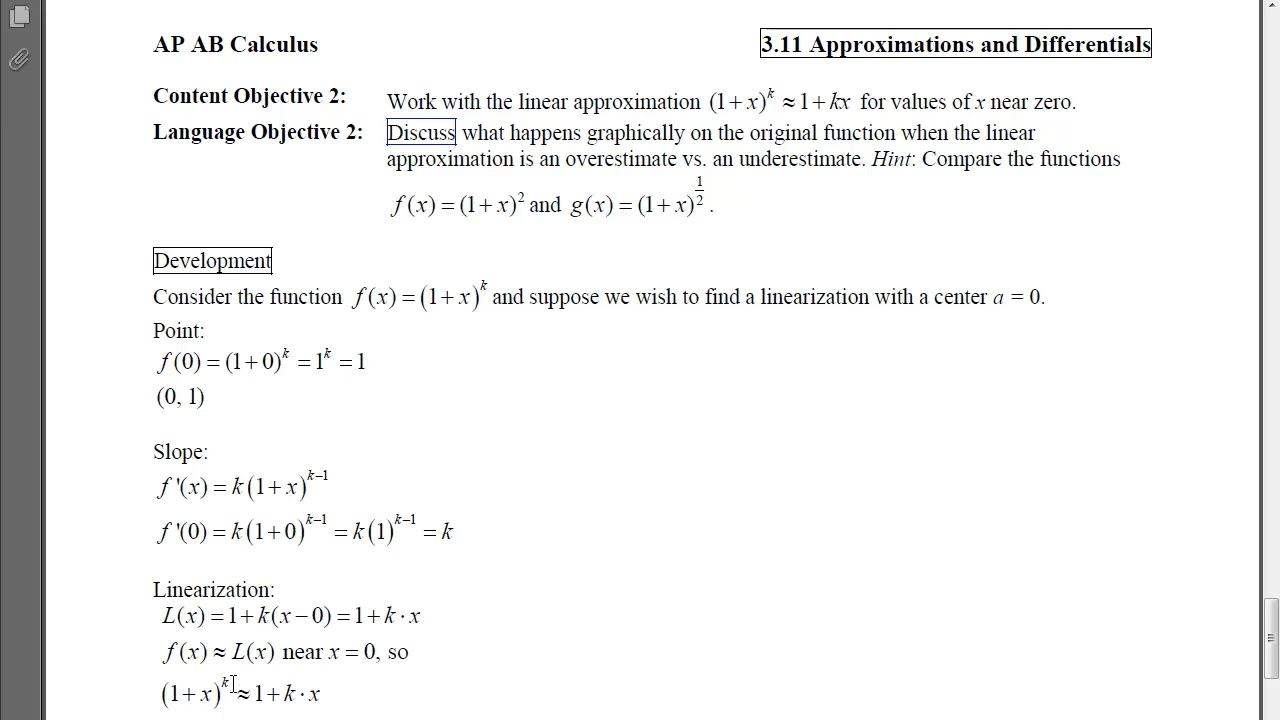 AP AB Calculus
3.11 Approximations and Differentials
Content Objective 2: Work with the linear approximation (1 + x)^k ≈ 1 + kx for values of x near zero.
Language Objective 2: Discuss what happens graphically on the original function when the linear
approximation is an overestimate vs. an underestimate. Hint: Compare the functions
f(x) = (1 + x)^2 and g(x) = (1 + x)^(1/2).
Development
Consider the function f(x) = (1 + x)^k and suppose we wish to find a linearization with a center a = 0.
Point:
f(0) = (1 + 0)^k = 1^k = 1
(0, 1)
Slope:
f '(x) = k(1 + x)^(k−1)
f '(0) = k(1 + 0)^(k−1) = k(1)^(k−1) = k
Linearization:
L(x) = 1 + k(x − 0) = 1 + k · x
f(x) ≈ L(x) near x = 0, so
(1 + x)^k ≈ 1 + k · x